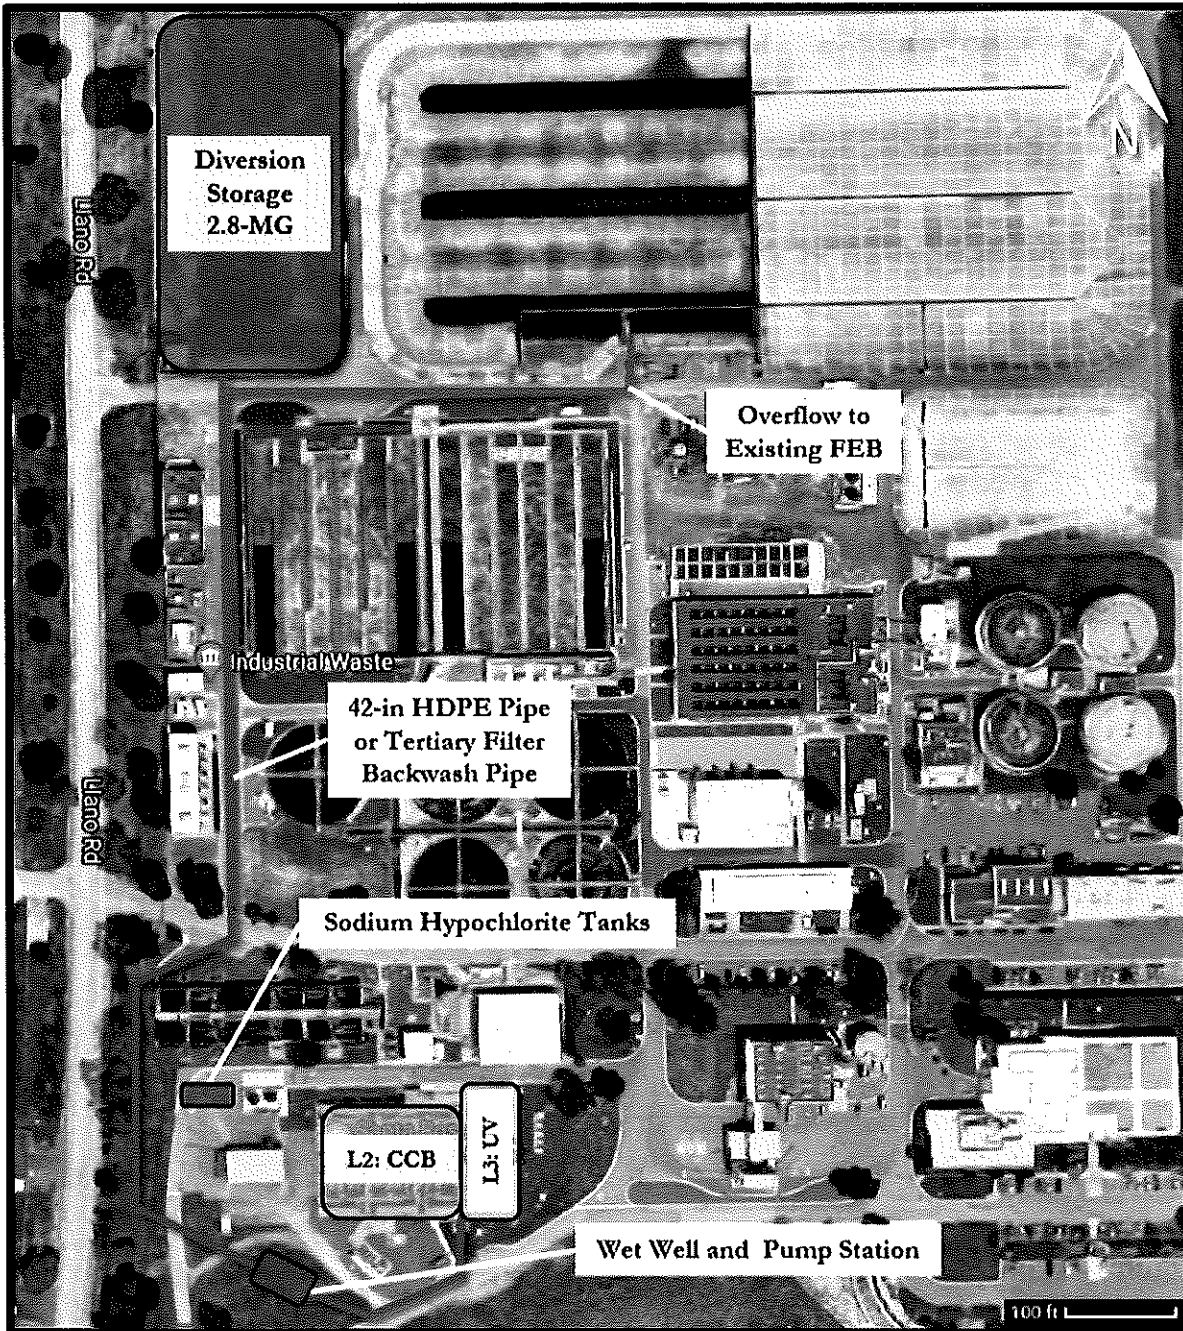 Diversion
Storage
2.8-MG
N
Llano Rd
Overflow to
Existing FEB
Industrial Waste
42-in HDPE Pipe
or Tertiary Filter
Backwash Pipe
Llano Rd
Sodium Hypochlorite Tanks
L2: CCB
L3: UV
Wet Well and Pump Station
100 ft